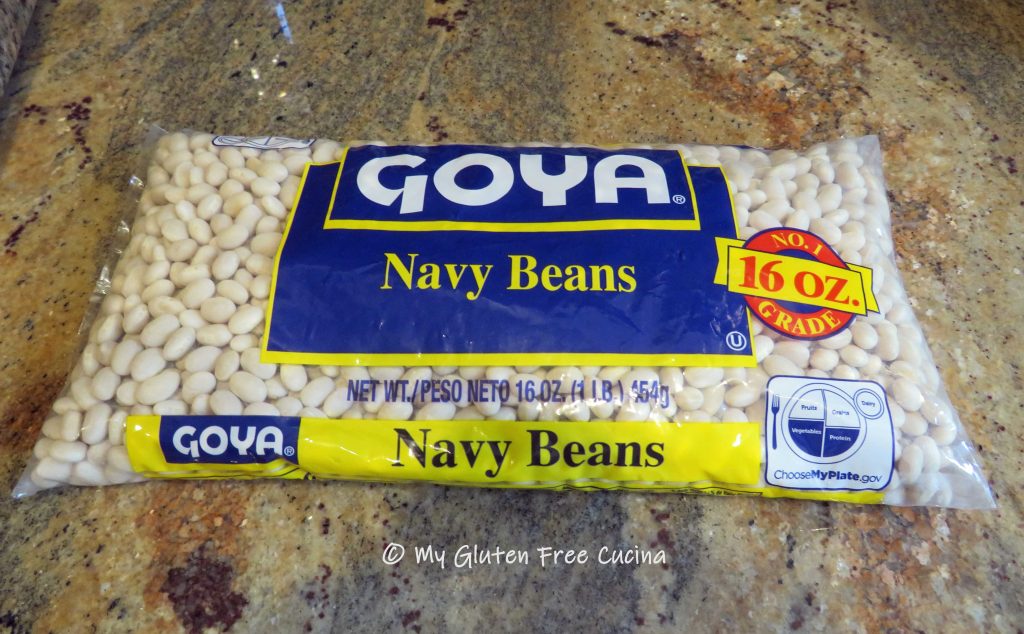 GOYA®
Navy Beans
NO. 1
16 OZ.
GRADE
U
NET WT./PESO NETO 16 OZ. (1 LB.) 454g
GOYA®
Navy Beans
Fruits
Grains
Dairy
Vegetables
Protein
ChooseMyPlate.gov
© My Gluten Free Cucina